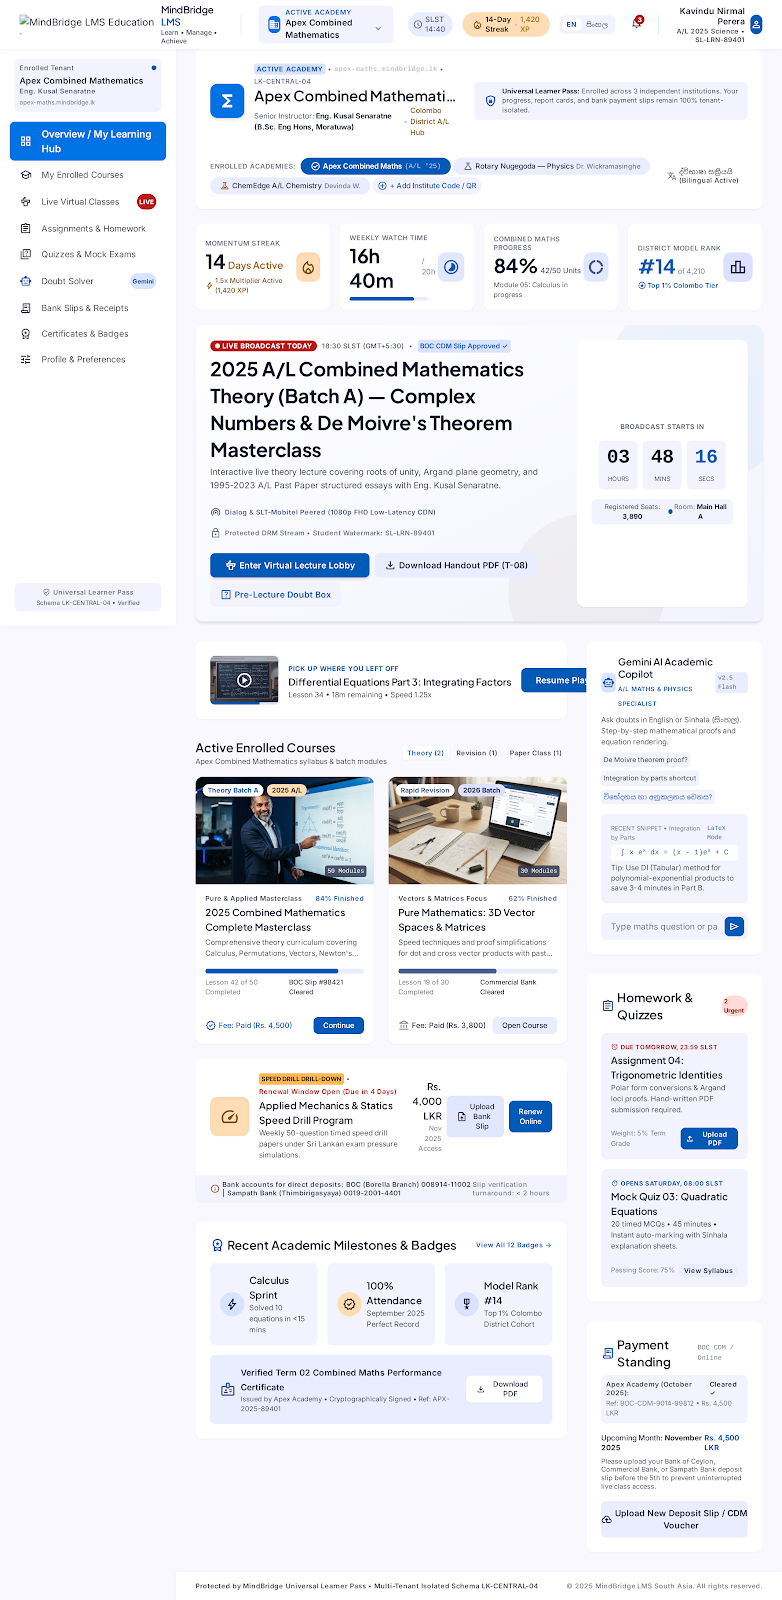 MindBridge LMS Education
MindBridge
LMS
Learn • Manage •
Achieve
ACTIVE ACADEMY
Apex Combined
Mathematics
SLST
14:40
14-Day
Streak
1,420
XP
EN
සිංහල
3
Kavindu Nirmal
Perera
A/L 2025 Science •
SL-LRN-89401
Enrolled Tenant
Apex Combined Mathematics
Eng. Kusal Senaratne
apex-maths.mindbridge.lk
Overview / My Learning
Hub
My Enrolled Courses
Live Virtual Classes
LIVE
Assignments & Homework
Quizzes & Mock Exams
Doubt Solver
Gemini
Bank Slips & Receipts
Certificates & Badges
Profile & Preferences
Universal Learner Pass
Schema LK-CENTRAL-04 • Verified
ACTIVE ACADEMY • apex-maths.mindbridge.lk •
LK-CENTRAL-04
Apex Combined Mathemati...
Senior Instructor: Eng. Kusal Senaratne
(B.Sc. Eng Hons, Moratuwa)
• Colombo
District A/L
Hub
Universal Learner Pass: Enrolled across 3 independent institutions. Your
progress, report cards, and bank payment slips remain 100% tenant-
isolated.
ENROLLED ACADEMIES:
Apex Combined Maths (A/L '25)
Rotary Nugegoda — Physics Dr. Wickramasinghe
ChemEdge A/L Chemistry Devinda W.
+ Add Institute Code / QR
ද්විභාෂා සක්‍රියයි
(Bilingual Active)
MOMENTUM STREAK
14 Days Active
1.5x Multiplier Active
(1,420 XP)
WEEKLY WATCH TIME
16h
40m
/
20h
COMBINED MATHS
PROGRESS
84% 42/50 Units
Module 05: Calculus in
progress
DISTRICT MODEL RANK
#14 of 4,210
Top 1% Colombo Tier
LIVE BROADCAST TODAY
18:30 SLST (GMT+5:30) •
BOC CDM Slip Approved ✓
2025 A/L Combined Mathematics
Theory (Batch A) — Complex
Numbers & De Moivre's Theorem
Masterclass
Interactive live theory lecture covering roots of unity, Argand plane geometry, and
1995-2023 A/L Past Paper structured essays with Eng. Kusal Senaratne.
Dialog & SLT-Mobitel Peered (1080p FHD Low-Latency CDN)
Protected DRM Stream • Student Watermark: SL-LRN-89401
Enter Virtual Lecture Lobby
Download Handout PDF (T-08)
Pre-Lecture Doubt Box
BROADCAST STARTS IN
03 48 16
HOURS MINS SECS
Registered Seats:
3,890
Room: Main Hall
A
PICK UP WHERE YOU LEFT OFF
Differential Equations Part 3: Integrating Factors
Lesson 34 • 18m remaining • Speed 1.25x
Resume Play
Active Enrolled Courses
Apex Combined Mathematics syllabus & batch modules
Theory (2)
Revision (1)
Paper Class (1)
Theory Batch A
2025 A/L
50 Modules
Pure & Applied Masterclass
84% Finished
2025 Combined Mathematics
Complete Masterclass
Comprehensive theory curriculum covering
Calculus, Permutations, Vectors, Newton's...
Lesson 42 of 50
Completed
BOC Slip #98421
Cleared
Fee: Paid (Rs. 4,500)
Continue
Rapid Revision
2026 Batch
30 Modules
Vectors & Matrices Focus
62% Finished
Pure Mathematics: 3D Vector
Spaces & Matrices
Speed techniques and proof simplifications
for dot and cross vector products with past...
Lesson 19 of 30
Completed
Commercial Bank
Cleared
Fee: Paid (Rs. 3,800)
Open Course
SPEED DRILL DRILL-DOWN •
Renewal Window Open (Due in 4 Days)
Applied Mechanics & Statics
Speed Drill Program
Weekly 50-question timed speed drill
papers under Sri Lankan exam pressure
simulations.
Rs.
4,000
LKR
Nov
2025
Access
Upload
Bank
Slip
Renew
Online
Bank accounts for direct deposits: BOC (Borella Branch) 008914-11002
| Sampath Bank (Thimbirigasyaya) 0019-2001-4401
Slip verification
turnaround: < 2 hours
Recent Academic Milestones & Badges
View All 12 Badges →
Calculus
Sprint
Solved 10
equations in <15
mins
100%
Attendance
September 2025
Perfect Record
Model Rank
#14
Top 1% Colombo
District Cohort
Verified Term 02 Combined Maths Performance
Certificate
Issued by Apex Academy • Cryptographically Signed • Ref: APX-
2025-89401
Download
PDF
Gemini AI Academic
Copilot
A/L MATHS & PHYSICS
SPECIALIST
v2.5
Flash
Ask doubts in English or Sinhala (සිංහල).
Step-by-step mathematical proofs and
equation rendering.
De Moivre theorem proof?
Integration by parts shortcut
විභේදනය හා අනුකලනය වෙනස?
RECENT SNIPPET • Integration
by Parts
LaTeX
Mode
∫ x eˣ dx = (x - 1)eˣ + C
Tip: Use DI (Tabular) method for
polynomial-exponential products to
save 3-4 minutes in Part B.
Type maths question or pa
Homework &
Quizzes
2
Urgent
DUE TOMORROW, 23:59 SLST
Assignment 04:
Trigonometric Identities
Polar form conversions & Argand
loci proofs. Hand-written PDF
submission required.
Weight: 5% Term
Grade
Upload
PDF
OPENS SATURDAY, 08:00 SLST
Mock Quiz 03: Quadratic
Equations
20 timed MCQs • 45 minutes •
Instant auto-marking with Sinhala
explanation sheets.
Passing Score: 75%
View Syllabus
Payment
Standing
BOC CDM /
Online
Apex Academy (October
2025):
Cleared
✓
Ref: BOC-CDM-9014-99812 • Rs. 4,500
LKR
Upcoming Month: November
2025
Rs. 4,500
LKR
Please upload your Bank of Ceylon,
Commercial Bank, or Sampath Bank deposit
slip before the 5th to prevent uninterrupted
live class access.
Upload New Deposit Slip / CDM
Voucher
Protected by MindBridge Universal Learner Pass • Multi-Tenant Isolated Schema LK-CENTRAL-04
© 2025 MindBridge LMS South Asia. All rights reserved.